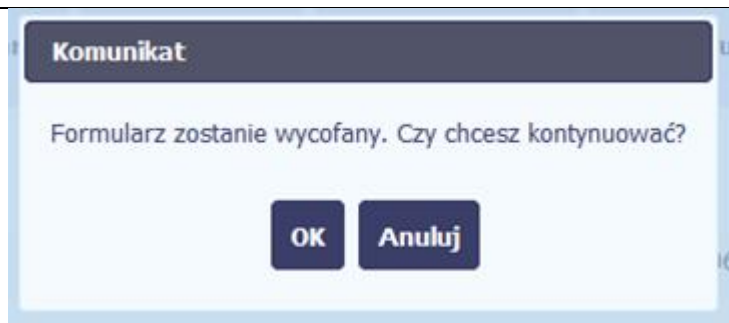 Komunikat
Formularz zostanie wycofany. Czy chcesz kontynuować?
OK Anuluj